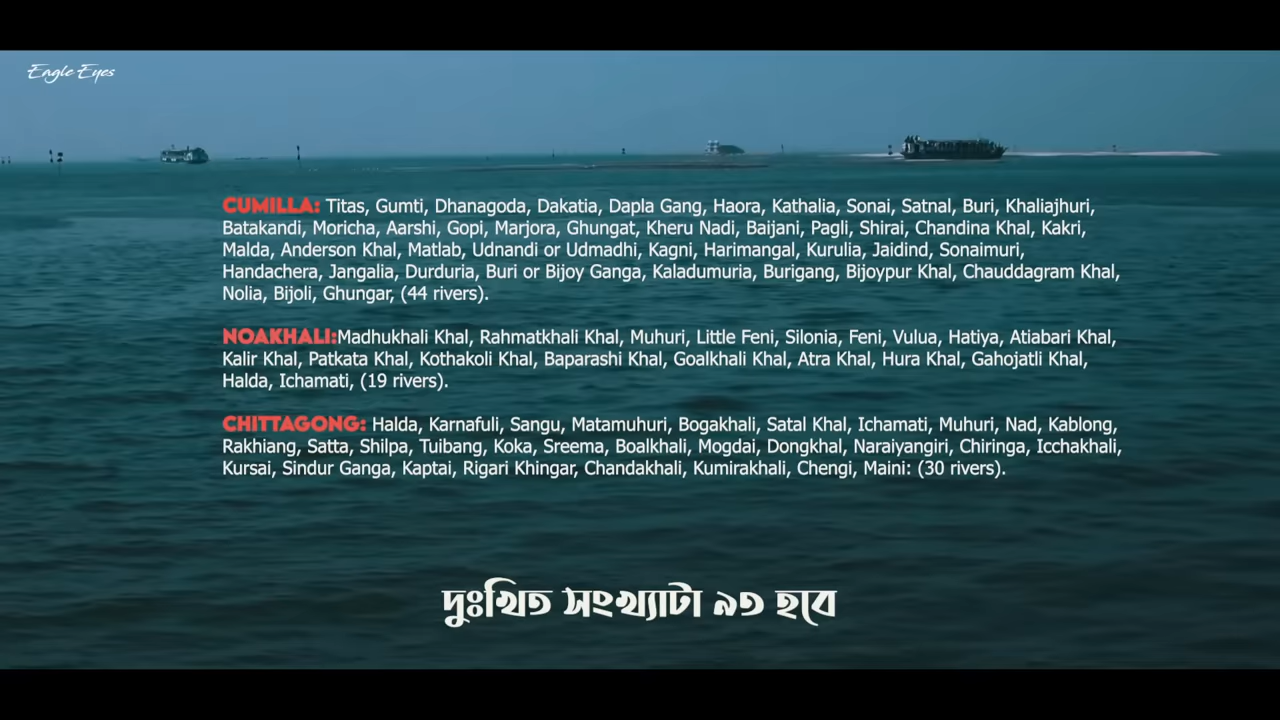 Eagle Eyes
CUMILLA: Titas, Gumti, Dhanagoda, Dakatia, Dapla Gang, Haora, Kathalia, Sonai, Satnal, Buri, Khaliajhuri,
Batakandi, Moricha, Aarshi, Gopi, Marjora, Ghungat, Kheru Nadi, Baijani, Pagli, Shirai, Chandina Khal, Kakri,
Malda, Anderson Khal, Matlab, Udnandi or Udmadhi, Kagni, Harimangal, Kurulia, Jaidind, Sonaimuri,
Handachera, Jangalia, Durduria, Buri or Bijoy Ganga, Kaladumuria, Burigang, Bijoypur Khal, Chauddagram Khal,
Nolia, Bijoli, Ghungar, (44 rivers).
NOAKHALI:Madhukhali Khal, Rahmatkhali Khal, Muhuri, Little Feni, Silonia, Feni, Vulua, Hatiya, Atiabari Khal,
Kalir Khal, Patkata Khal, Kothakoli Khal, Baparashi Khal, Goalkhali Khal, Atra Khal, Hura Khal, Gahojatli Khal,
Halda, Ichamati, (19 rivers).
CHITTAGONG: Halda, Karnafuli, Sangu, Matamuhuri, Bogakhali, Satal Khal, Ichamati, Muhuri, Nad, Kablong,
Rakhiang, Satta, Shilpa, Tuibang, Koka, Sreema, Boalkhali, Mogdai, Dongkhal, Naraiyangiri, Chiringa, Icchakhali,
Kursai, Sindur Ganga, Kaptai, Rigari Khingar, Chandakhali, Kumirakhali, Chengi, Maini: (30 rivers).
দুঃখিত সংখ্যাটা ৯৩ হবে